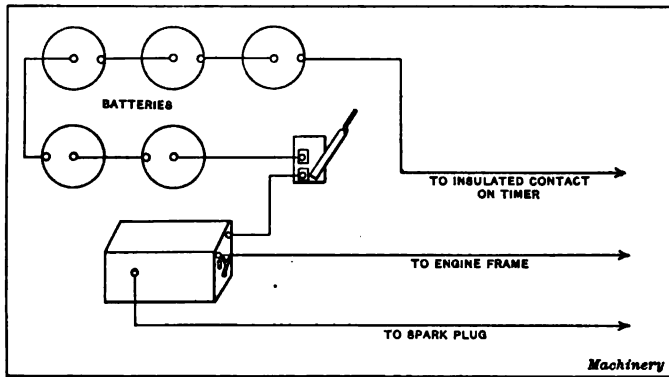 BATTERIES
TO INSULATED CONTACT
ON TIMER
TO ENGINE FRAME
TO SPARK PLUG
Machinery